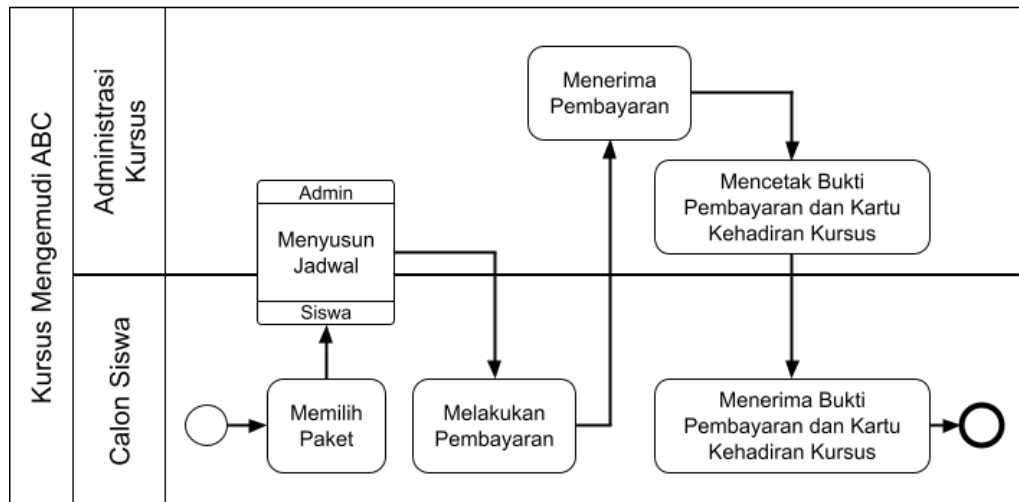 Kursus Mengemudi ABC
Administrasi
Kursus
Calon Siswa
Admin
Menyusun
Jadwal
Siswa
Memilih
Paket
Melakukan
Pembayaran
Menerima
Pembayaran
Mencetak Bukti
Pembayaran dan Kartu
Kehadiran Kursus
Menerima Bukti
Pembayaran dan Kartu
Kehadiran Kursus